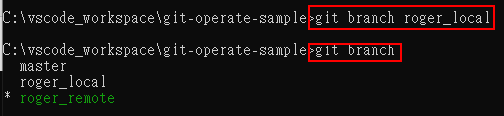 C:\vscode_workspace\git-operate-sample>git branch roger_local
C:\vscode_workspace\git-operate-sample>git branch
master
roger_local
* roger_remote